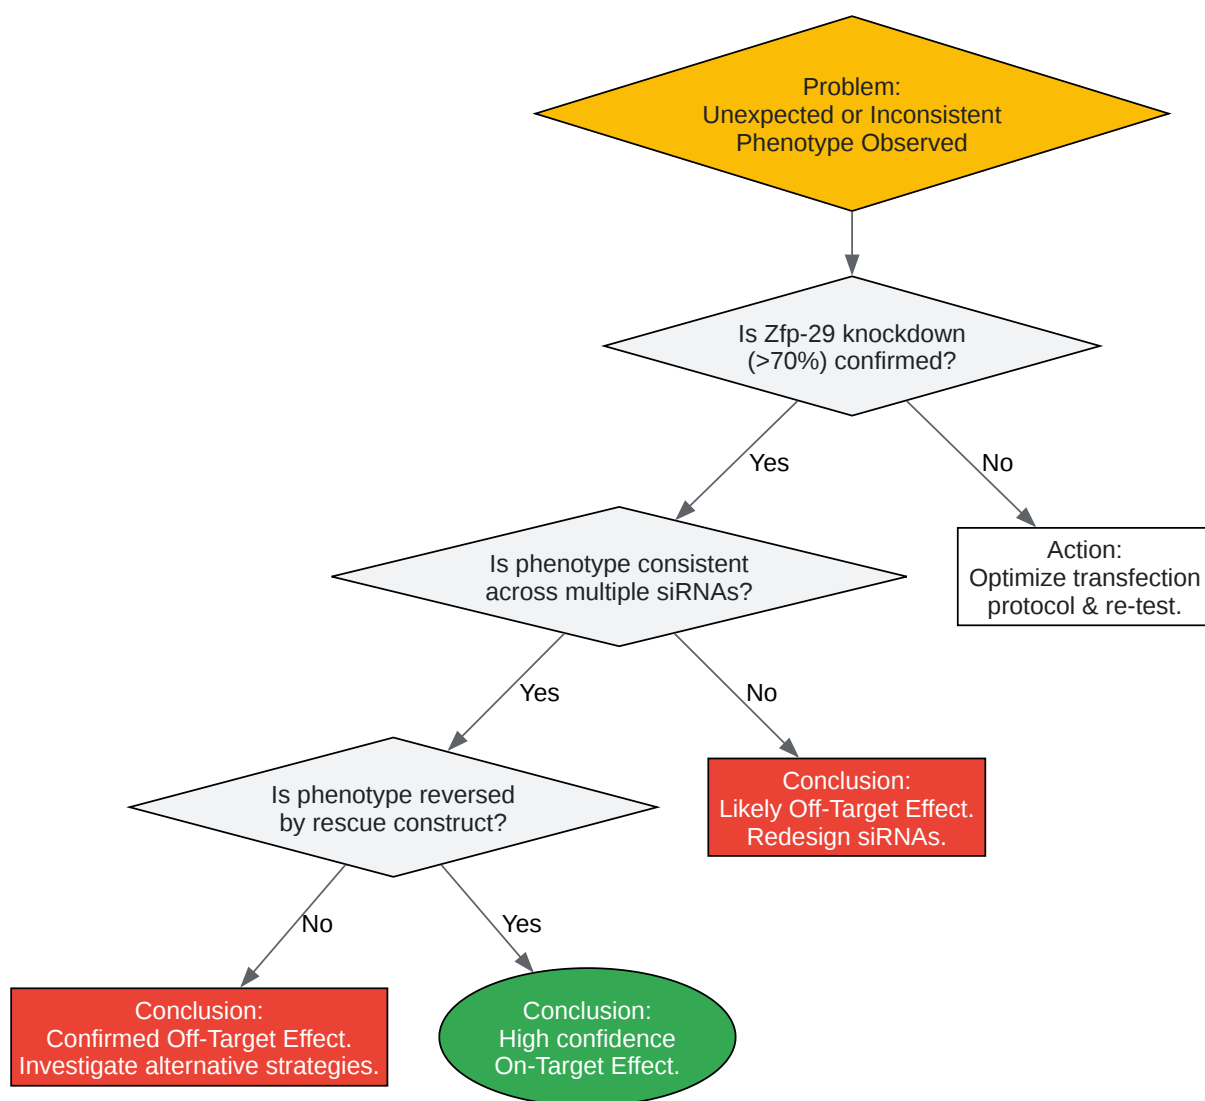 Problem:
Unexpected or Inconsistent
Phenotype Observed
Is Zfp-29 knockdown
(>70%) confirmed?
Yes
No
Is phenotype consistent
across multiple siRNAs?
Action:
Optimize transfection
protocol & re-test.
Yes
No
Is phenotype reversed
by rescue construct?
Conclusion:
Likely Off-Target Effect.
Redesign siRNAs.
No
Yes
Conclusion:
Confirmed Off-Target Effect.
Investigate alternative strategies.
Conclusion:
High confidence
On-Target Effect.